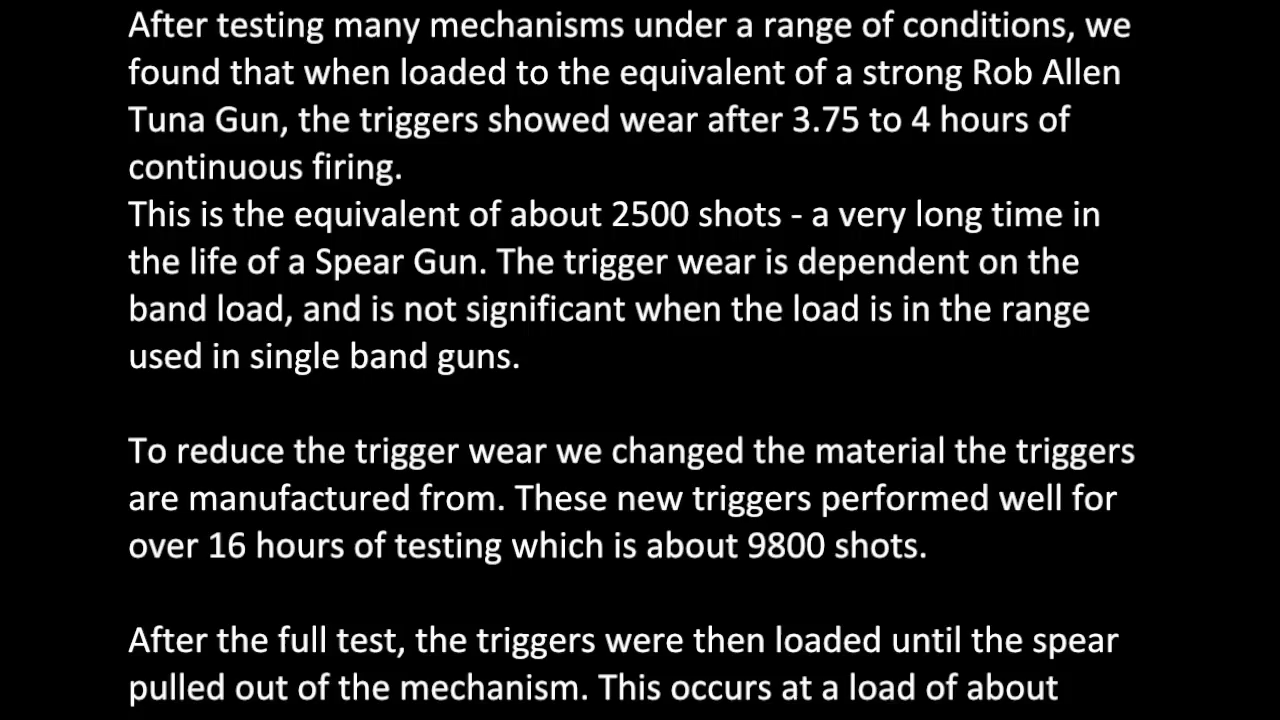 After testing many mechanisms under a range of conditions, we
found that when loaded to the equivalent of a strong Rob Allen
Tuna Gun, the triggers showed wear after 3.75 to 4 hours of
continuous firing.
This is the equivalent of about 2500 shots - a very long time in
the life of a Spear Gun. The trigger wear is dependent on the
band load, and is not significant when the load is in the range
used in single band guns.
To reduce the trigger wear we changed the material the triggers
are manufactured from. These new triggers performed well for
over 16 hours of testing which is about 9800 shots.
After the full test, the triggers were then loaded until the spear
pulled out of the mechanism. This occurs at a load of about